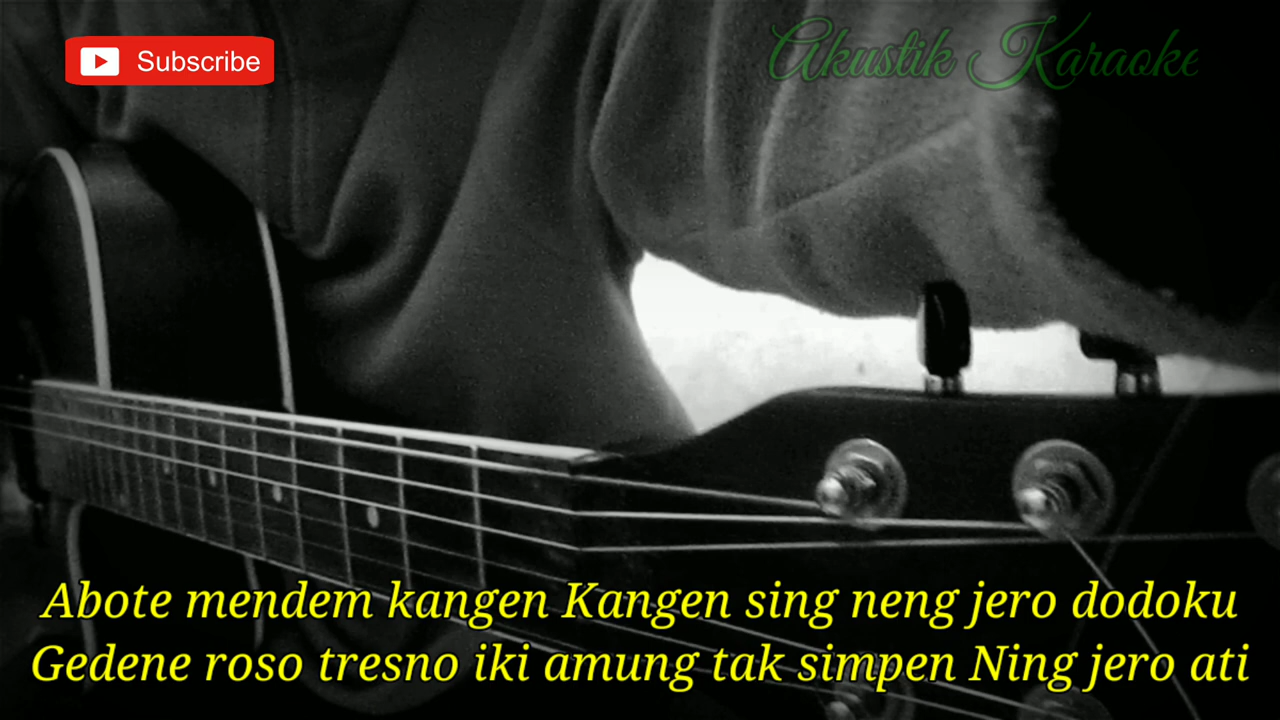 Subscribe
Akustik Karaoke
Abote mendem kangen Kangen sing neng jero dodoku
Gedene roso tresno iki amung tak simpen Ning jero ati